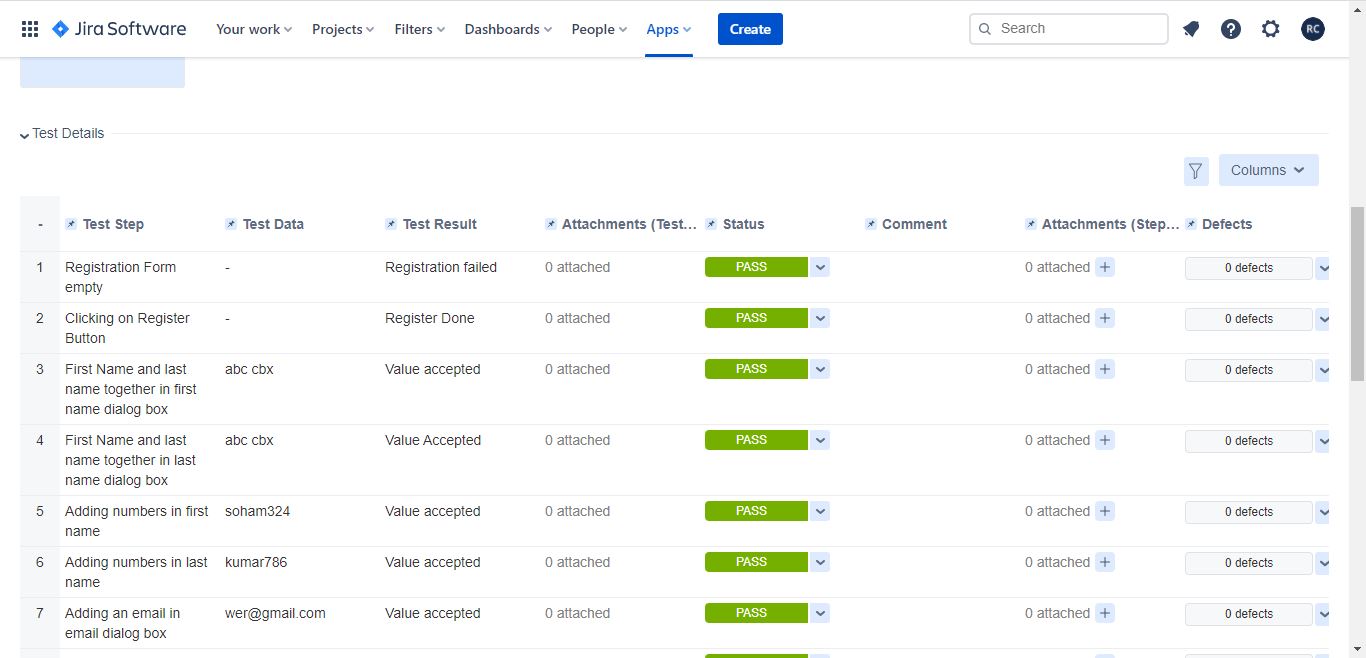 Jira Software Your work Projects Filters Dashboards People Apps Create Search RC
Test Details
Columns
- Test Step Test Data Test Result Attachments (Test... Status Comment Attachments (Step... Defects
1 Registration Form - Registration failed 0 attached PASS 0 attached 0 defects
empty
2 Clicking on Register - Register Done 0 attached PASS 0 attached 0 defects
Button
3 First Name and last abc cbx Value accepted 0 attached PASS 0 attached 0 defects
name together in first
name dialog box
4 First Name and last abc cbx Value Accepted 0 attached PASS 0 attached 0 defects
name together in last
name dialog box
5 Adding numbers in first soham324 Value accepted 0 attached PASS 0 attached 0 defects
name
6 Adding numbers in last kumar786 Value accepted 0 attached PASS 0 attached 0 defects
name
7 Adding an email in wer@gmail.com Value accepted 0 attached PASS 0 attached 0 defects
email dialog box